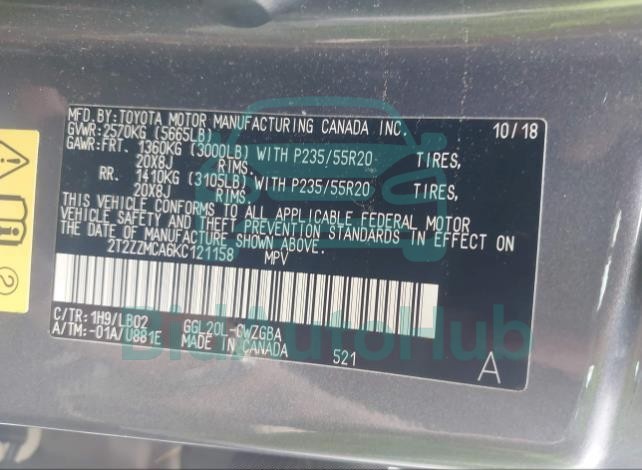 MFD.BY:TOYOTA MOTOR MANUFACTURING CANADA INC. 10/18
GVWR:2570KG (5665LB)
GAWR:FRT. 1360KG (3000LB) WITH P235/55R20 TIRES,
20X8J RIMS.
RR. 1410KG (3105LB) WITH P235/55R20 TIRES,
20X8J RIMS.
THIS VEHICLE CONFORMS TO ALL APPLICABLE FEDERAL MOTOR
VEHICLE SAFETY AND THEFT PREVENTION STANDARDS IN EFFECT ON
THE DATE OF MANUFACTURE SHOWN ABOVE.
2T2ZZMCA6KC121158 MPV
C/TR:1H9/LB02 GGL20L-CWZGBA
A/TM:-01A/U881E MADE IN CANADA 521
A
BidAutoHub